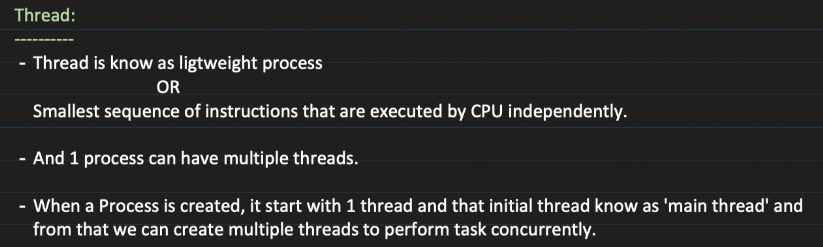 Thread:
----------
- Thread is know as ligtweight process
OR
Smallest sequence of instructions that are executed by CPU independently.
- And 1 process can have multiple threads.
- When a Process is created, it start with 1 thread and that initial thread know as 'main thread' and
from that we can create multiple threads to perform task concurrently.